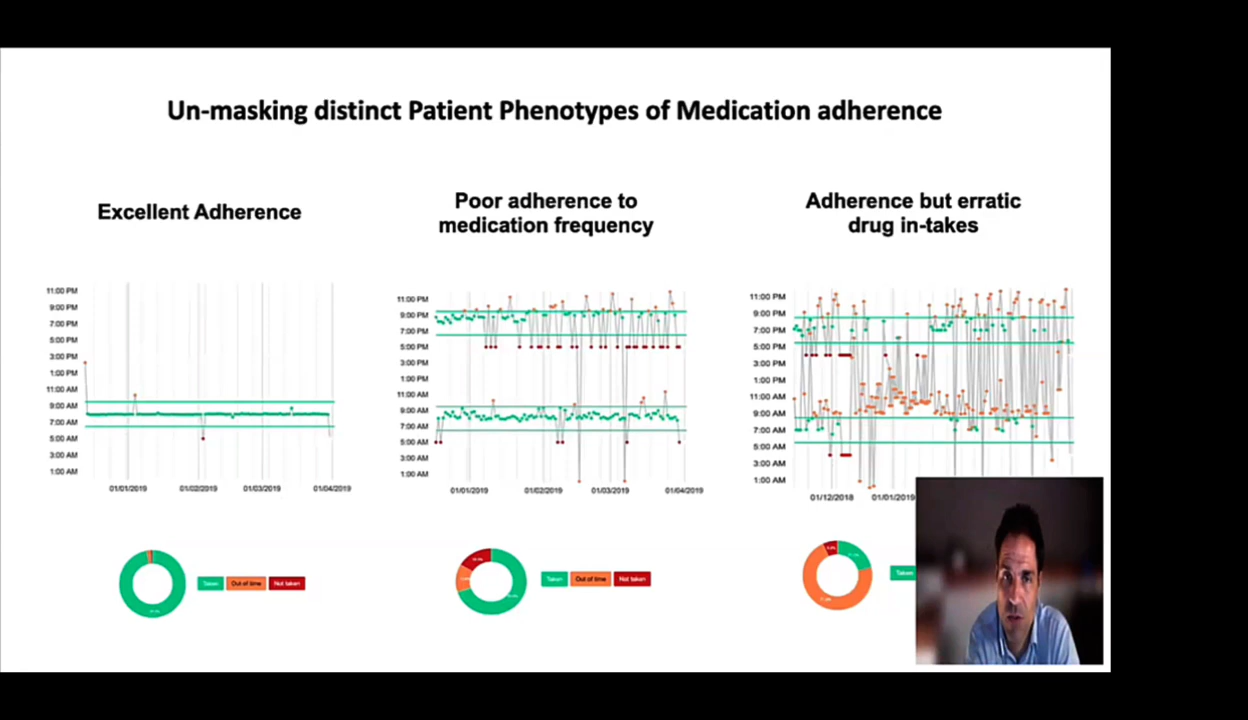 Un-masking distinct Patient Phenotypes of Medication adherence
Excellent Adherence
Poor adherence to
medication frequency
Adherence but erratic
drug in-takes
11:00 PM
9:00 PM
7:00 PM
5:00 PM
3:00 PM
1:00 PM
11:00 AM
9:00 AM
7:00 AM
5:00 AM
3:00 AM
1:00 AM
01/01/2019 01/02/2019 01/03/2019 01/04/2019
11:00 PM
9:00 PM
7:00 PM
5:00 PM
3:00 PM
1:00 PM
11:00 AM
9:00 AM
7:00 AM
5:00 AM
3:00 AM
1:00 AM
01/01/2019 01/02/2019 01/03/2019 01/04/2019
11:00 PM
9:00 PM
7:00 PM
5:00 PM
3:00 PM
1:00 PM
11:00 AM
9:00 AM
7:00 AM
5:00 AM
3:00 AM
1:00 AM
01/12/2018 01/01/2019
Taken Out of time Not taken
Taken Out of time Not taken
Taken